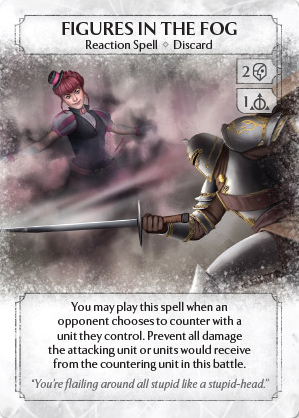 FIGURES IN THE FOG
Reaction Spell ◇ Discard
2
1
You may play this spell when an
opponent chooses to counter with a
unit they control. Prevent all damage
the attacking unit or units would receive
from the countering unit in this battle.
“You’re flailing around all stupid like a stupid-head.”